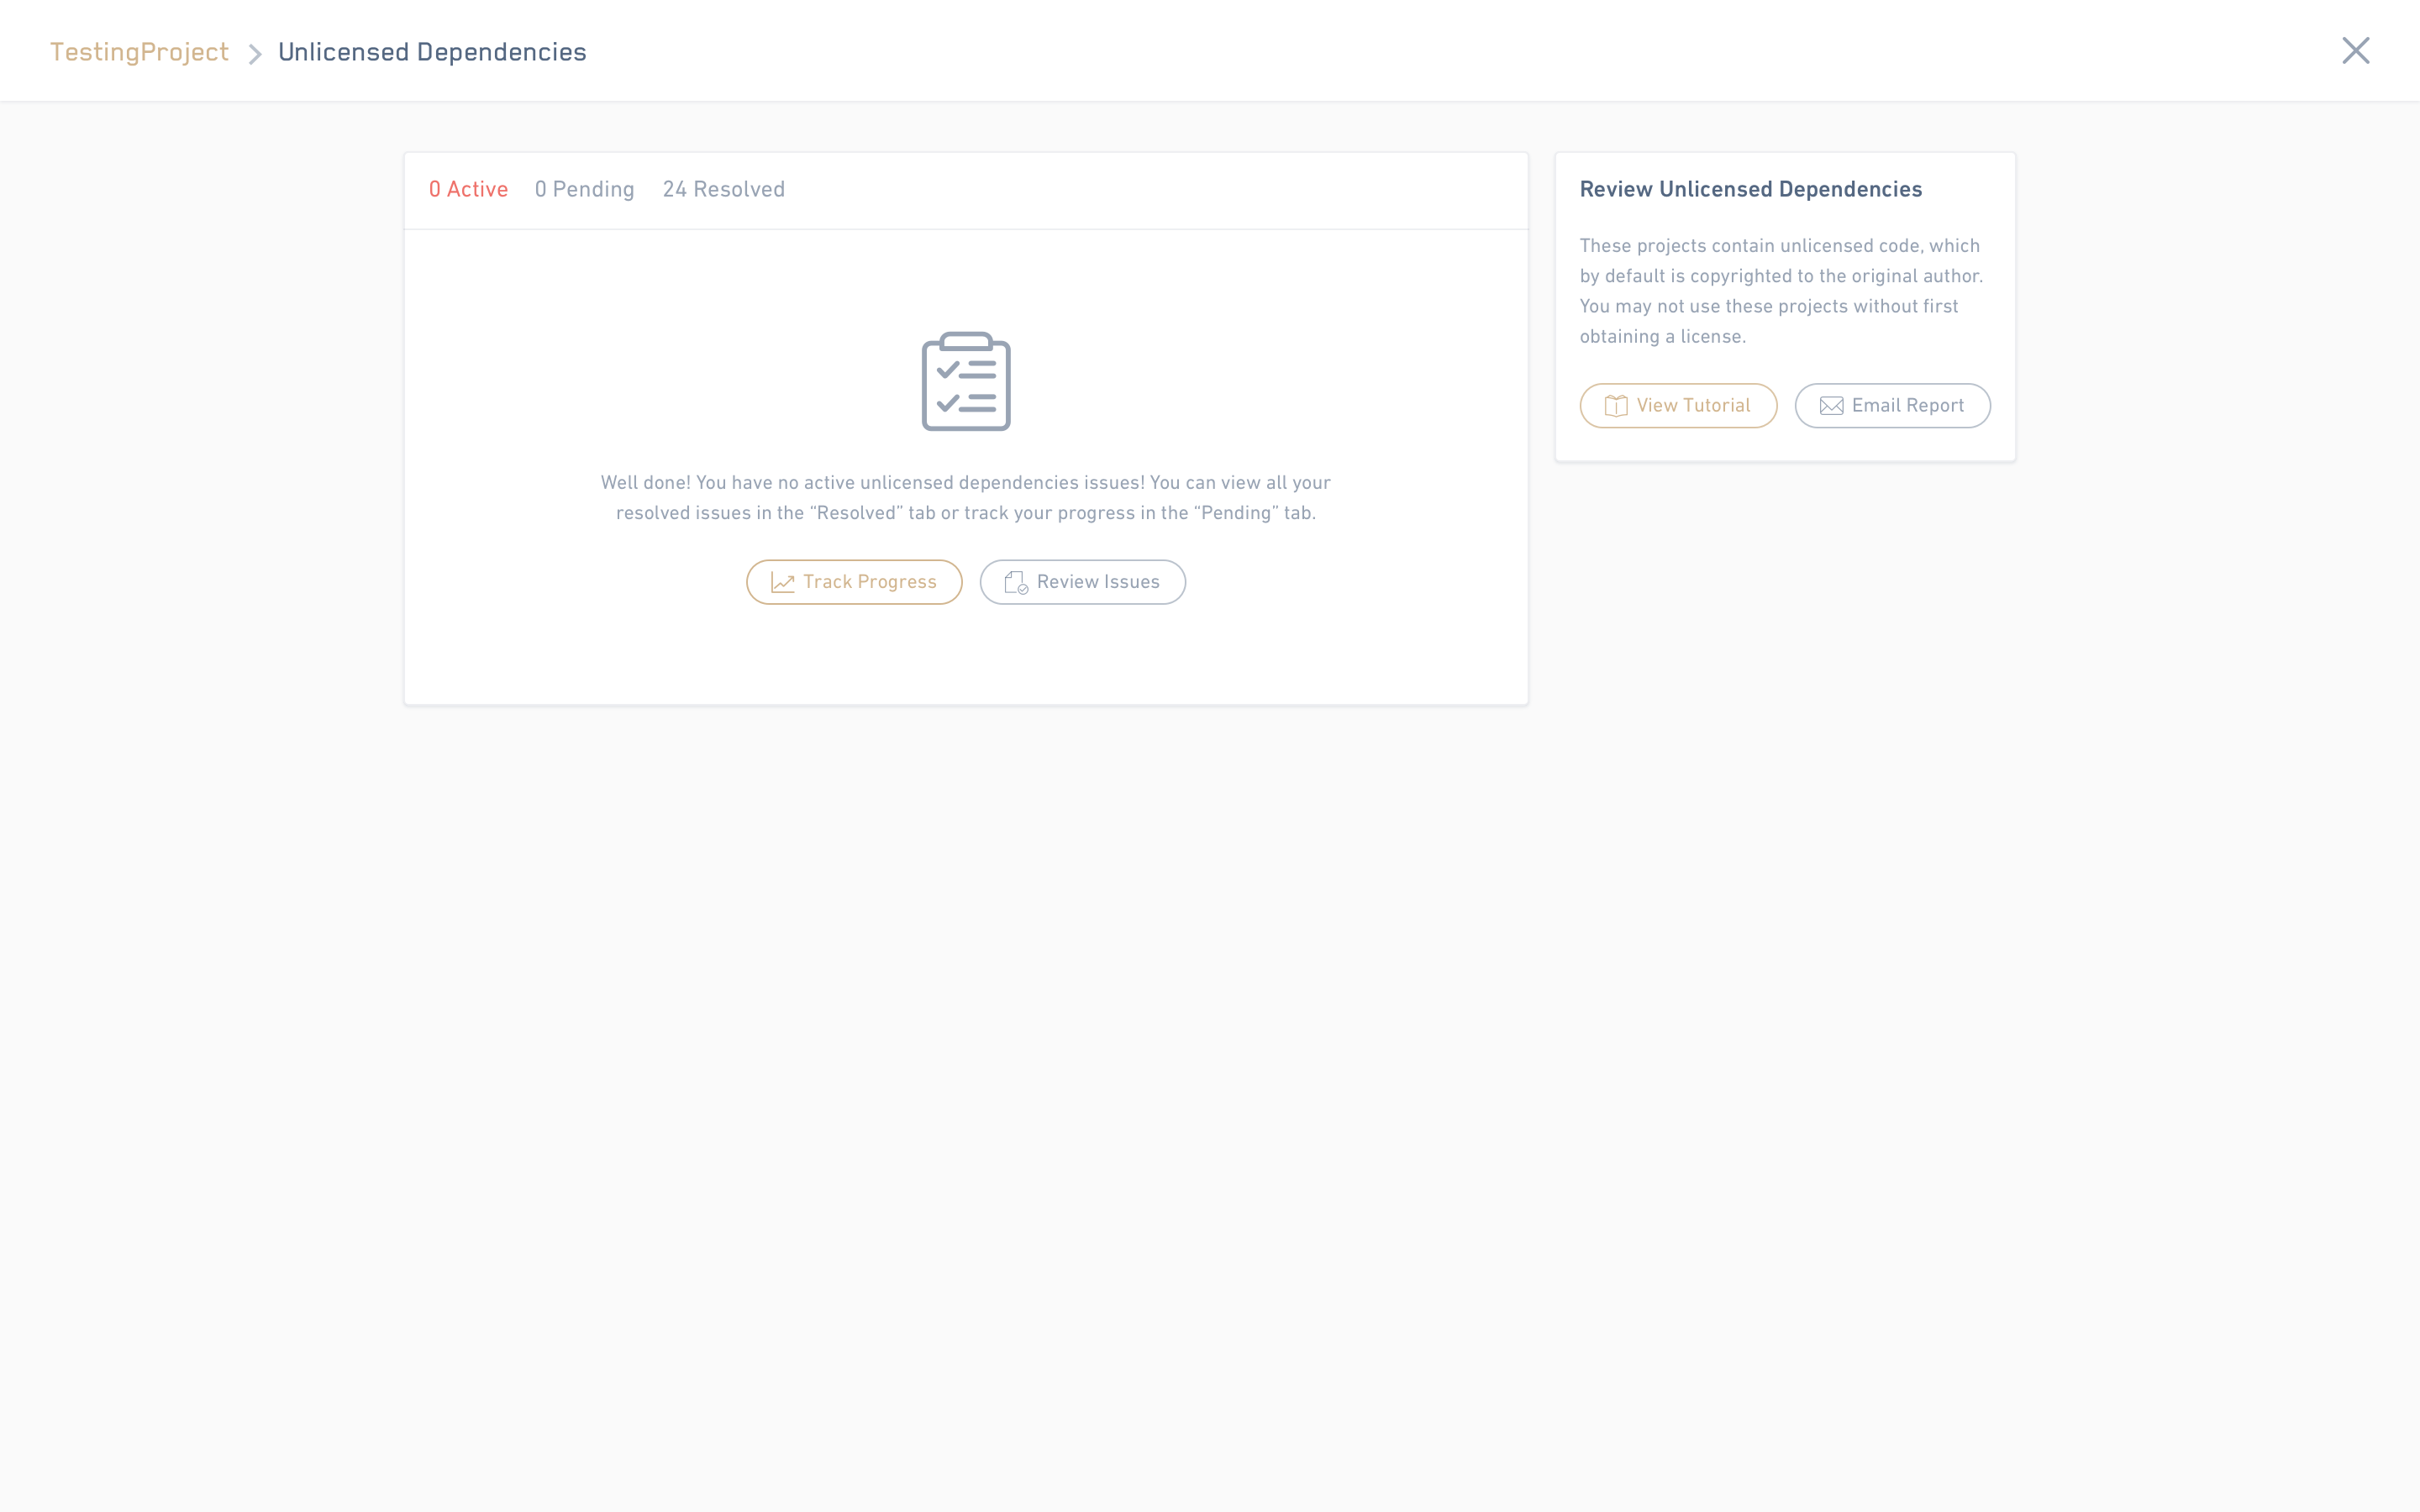 TestingProject > Unlicensed Dependencies
0 Active 0 Pending 24 Resolved
Well done! You have no active unlicensed dependencies issues! You can view all your
resolved issues in the “Resolved” tab or track your progress in the “Pending” tab.
Track Progress Review Issues
Review Unlicensed Dependencies
These projects contain unlicensed code, which
by default is copyrighted to the original author.
You may not use these projects without first
obtaining a license.
View Tutorial Email Report